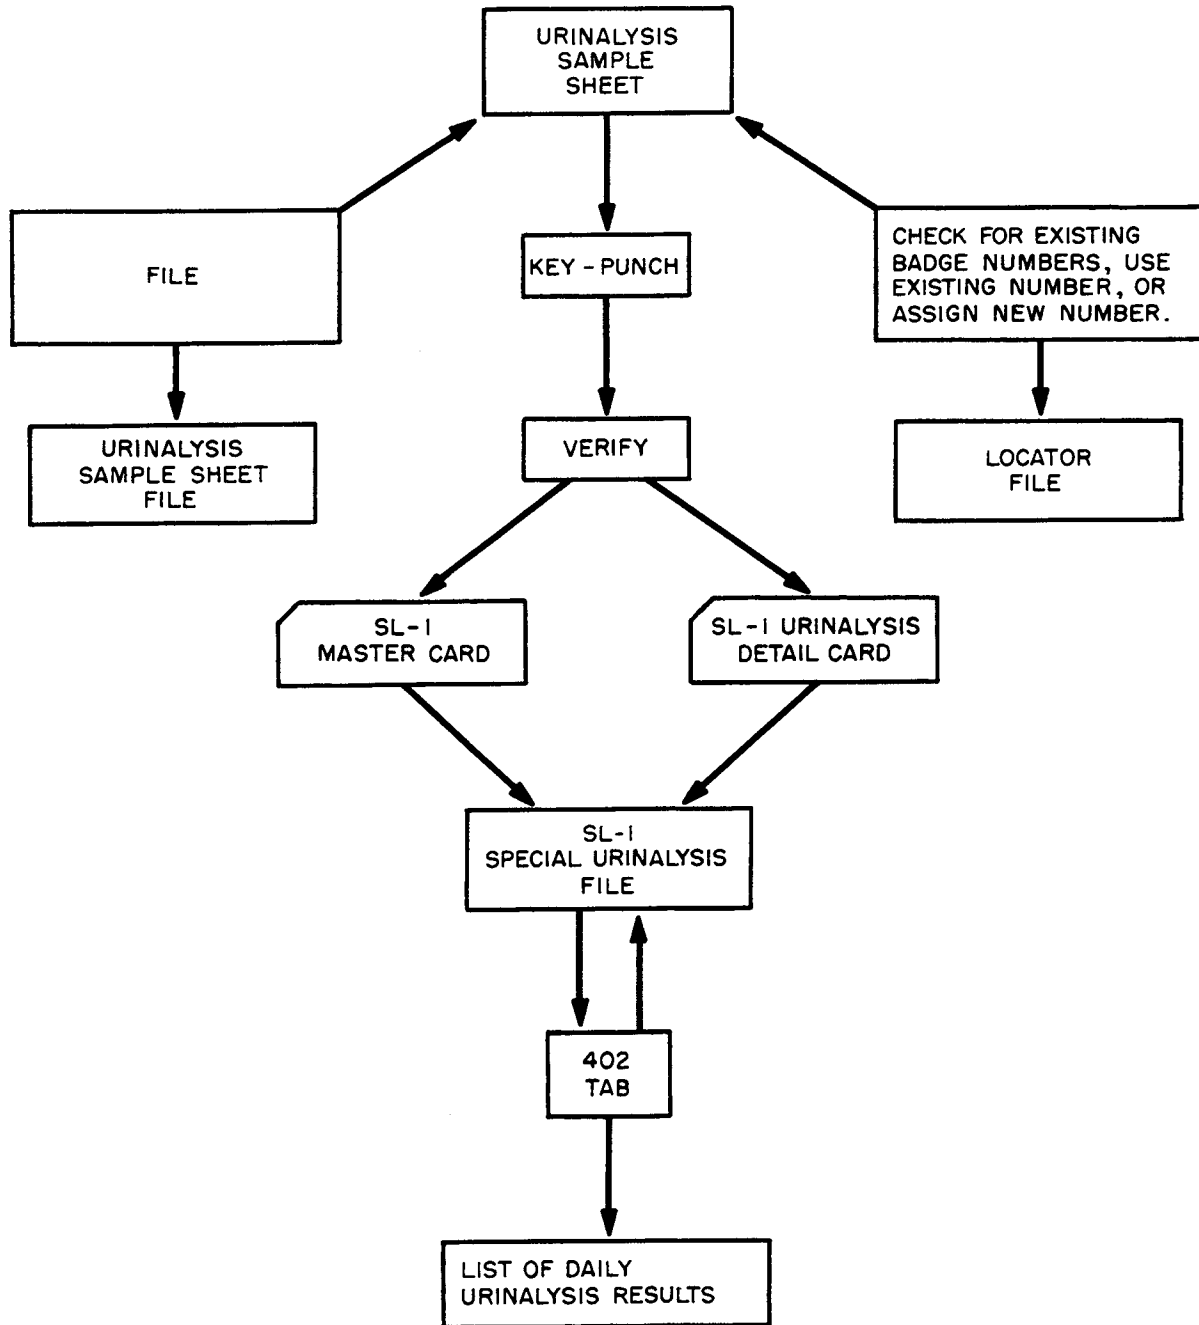 URINALYSIS
SAMPLE
SHEET
FILE
KEY-PUNCH
CHECK FOR EXISTING
BADGE NUMBERS, USE
EXISTING NUMBER, OR
ASSIGN NEW NUMBER.
URINALYSIS
SAMPLE SHEET
FILE
VERIFY
LOCATOR
FILE
SL-1
MASTER CARD
SL-1 URINALYSIS
DETAIL CARD
SL-1
SPECIAL URINALYSIS
FILE
402
TAB
LIST OF DAILY
URINALYSIS RESULTS